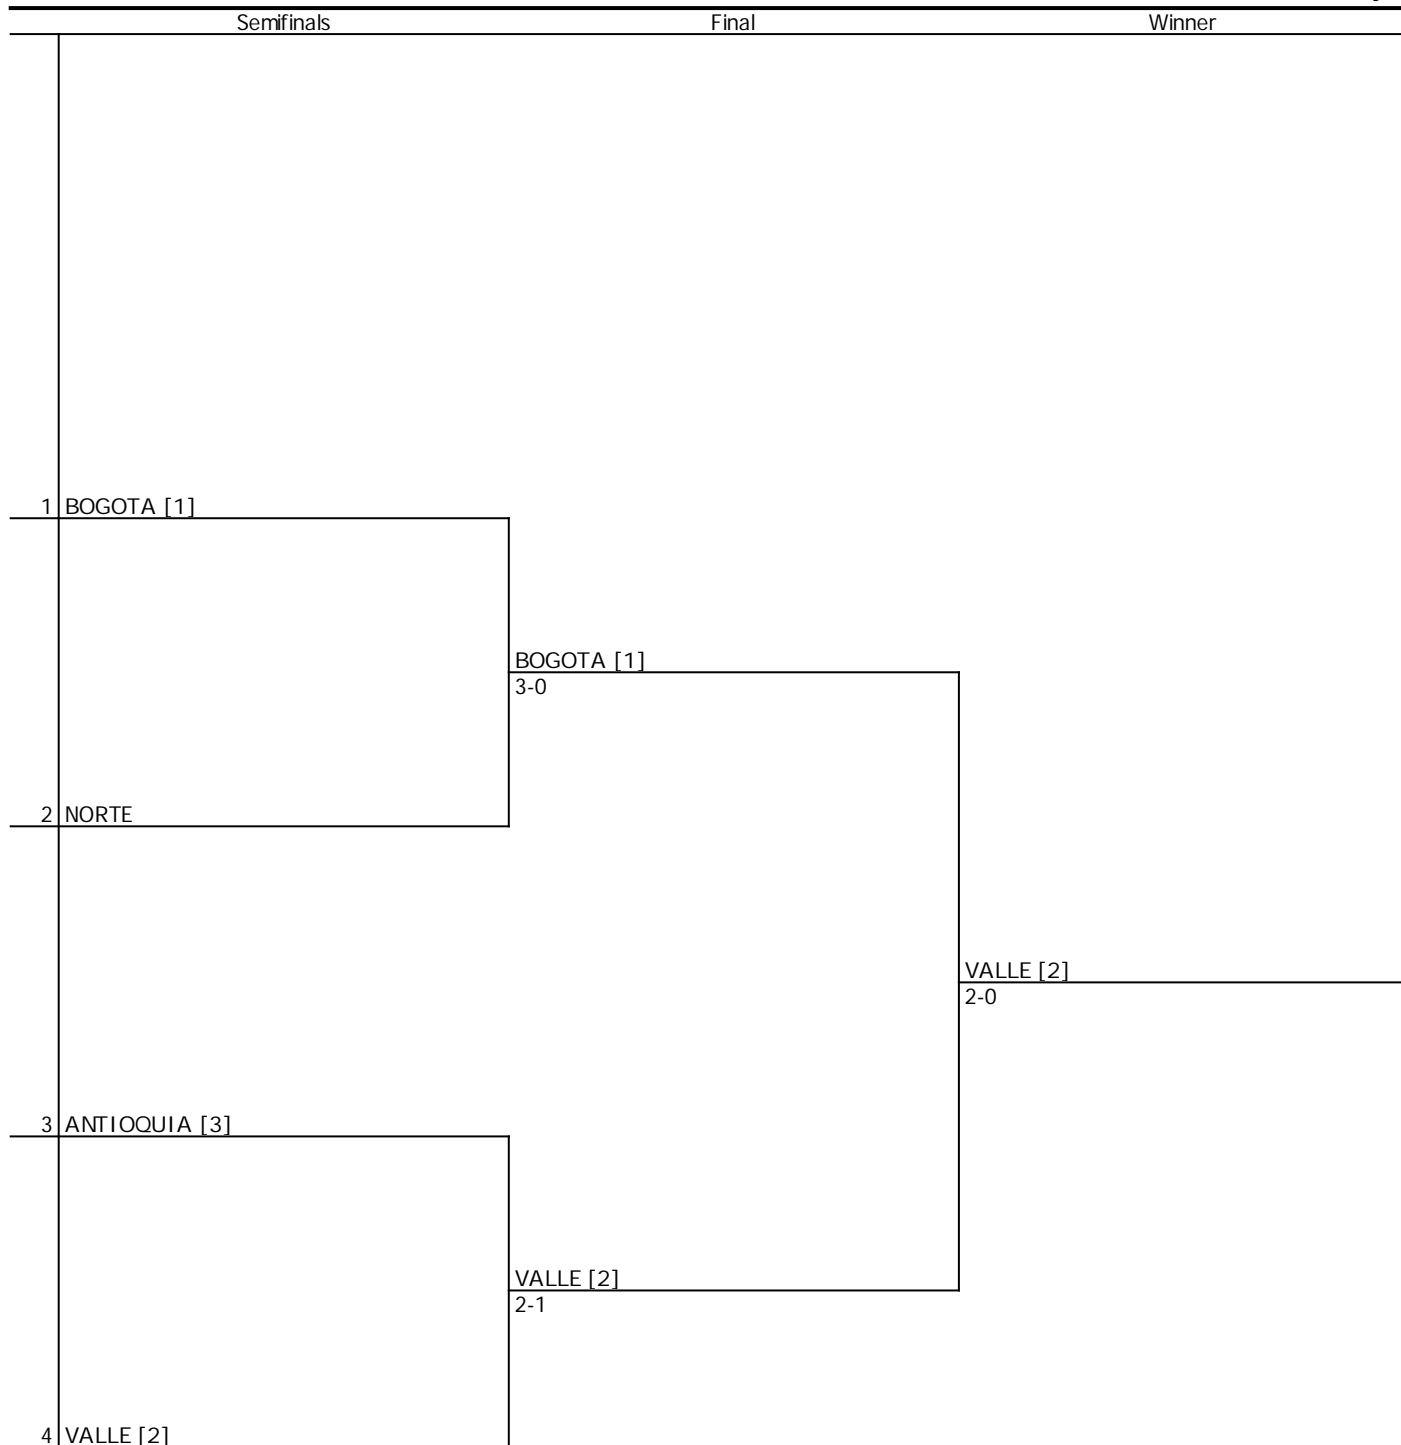 Semifinals Final Winner
1 BOGOTA [1]
BOGOTA [1]
3-0
2 NORTE
VALLE [2]
2-0
3 ANTIOQUIA [3]
VALLE [2]
2-1
4 VALLE [2]